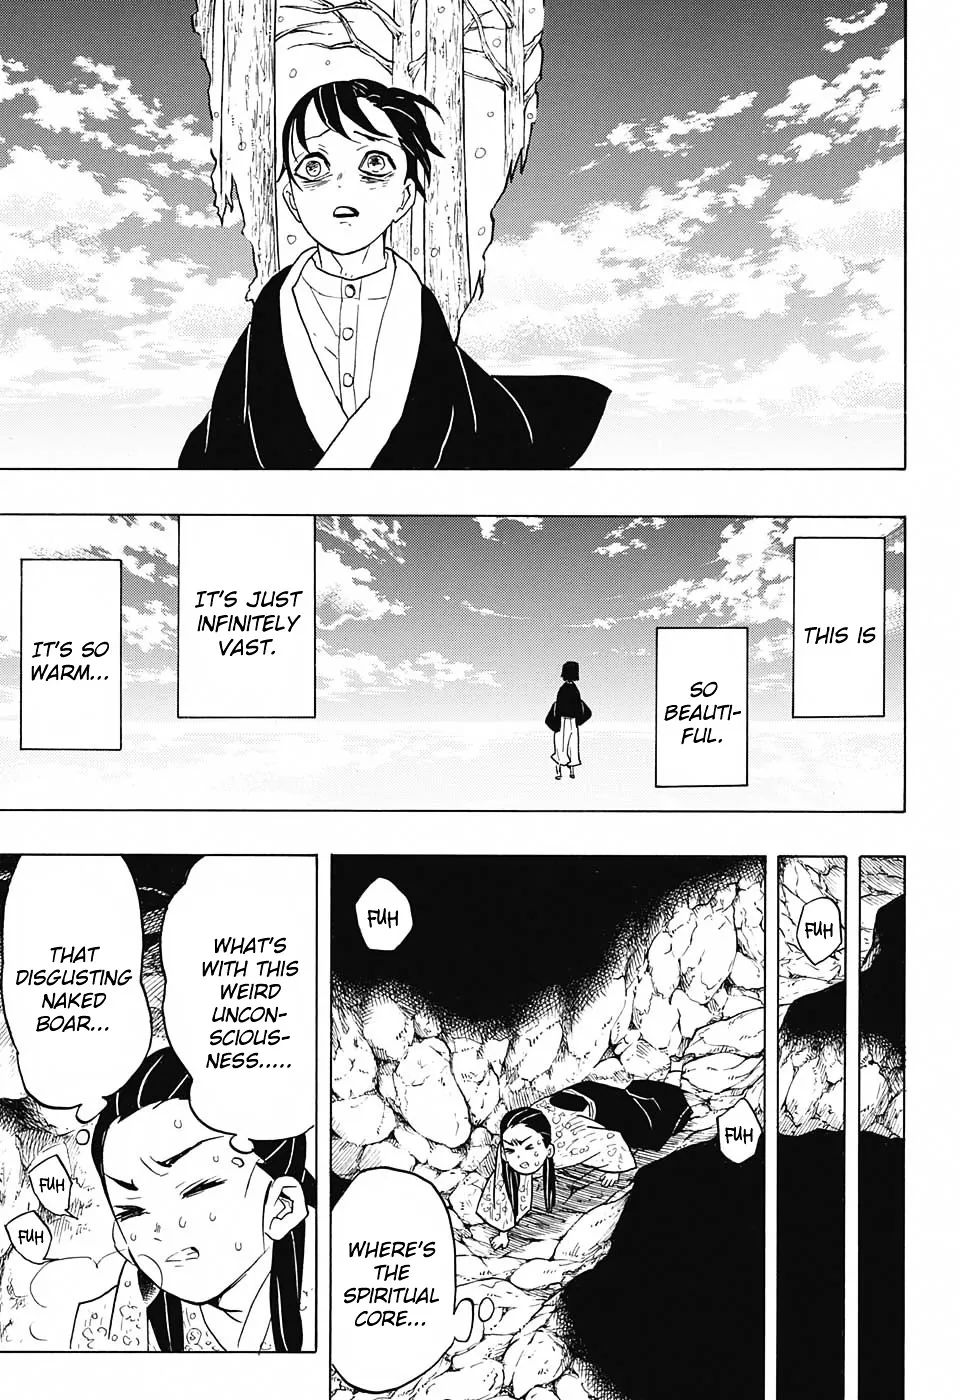 THIS IS
SO
BEAUTI-
FUL.
IT'S JUST
INFINITELY
VAST.
IT'S SO
WARM...
FUH
FUH
FUH
WHERE'S
THE
SPIRITUAL
CORE...
WHAT'S
WITH THIS
WEIRD
UNCON-
SCIOUS-
NESS.....
THAT
DISGUSTING
NAKED
BOAR...
FUH
FUH